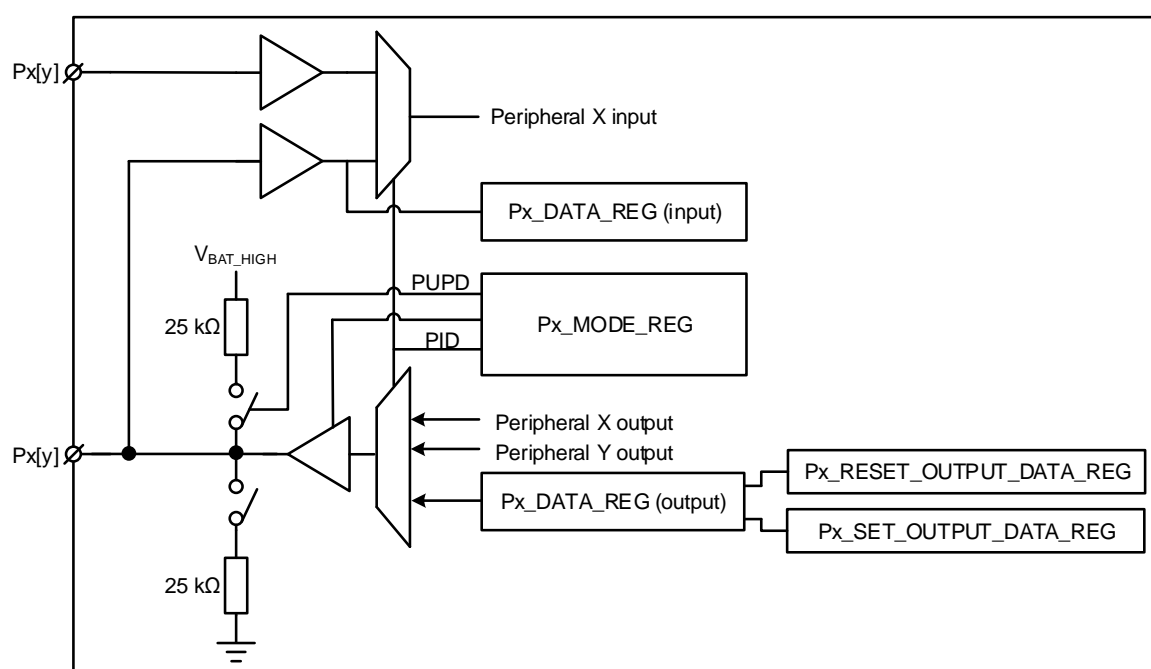 Px[y]
Peripheral X input
Px_DATA_REG (input)
VBAT_HIGH
PUPD
25 kΩ
Px_MODE_REG
PID
Peripheral X output
Px[y]
Peripheral Y output
Px_RESET_OUTPUT_DATA_REG
Px_DATA_REG (output)
Px_SET_OUTPUT_DATA_REG
25 kΩ